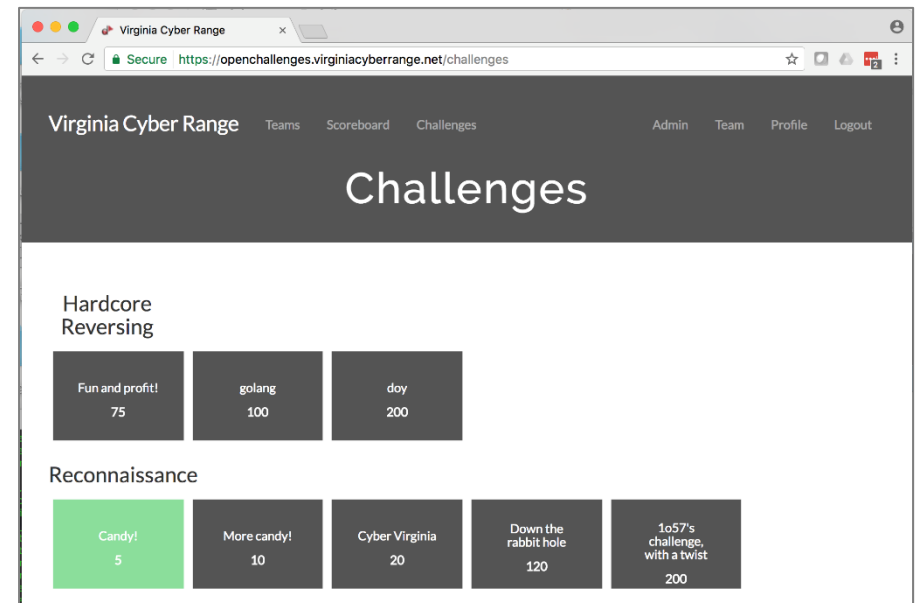 Virginia Cyber Range
Secure https://openchallenges.virginiacyberrange.net/challenges
2
Virginia Cyber Range Teams Scoreboard Challenges Admin Team Profile Logout
Challenges
Hardcore
Reversing
Fun and profit!
75
golang
100
doy
200
Reconnaissance
Candy!
5
More candy!
10
Cyber Virginia
20
Down the
rabbit hole
120
1o57's
challenge,
with a twist
200